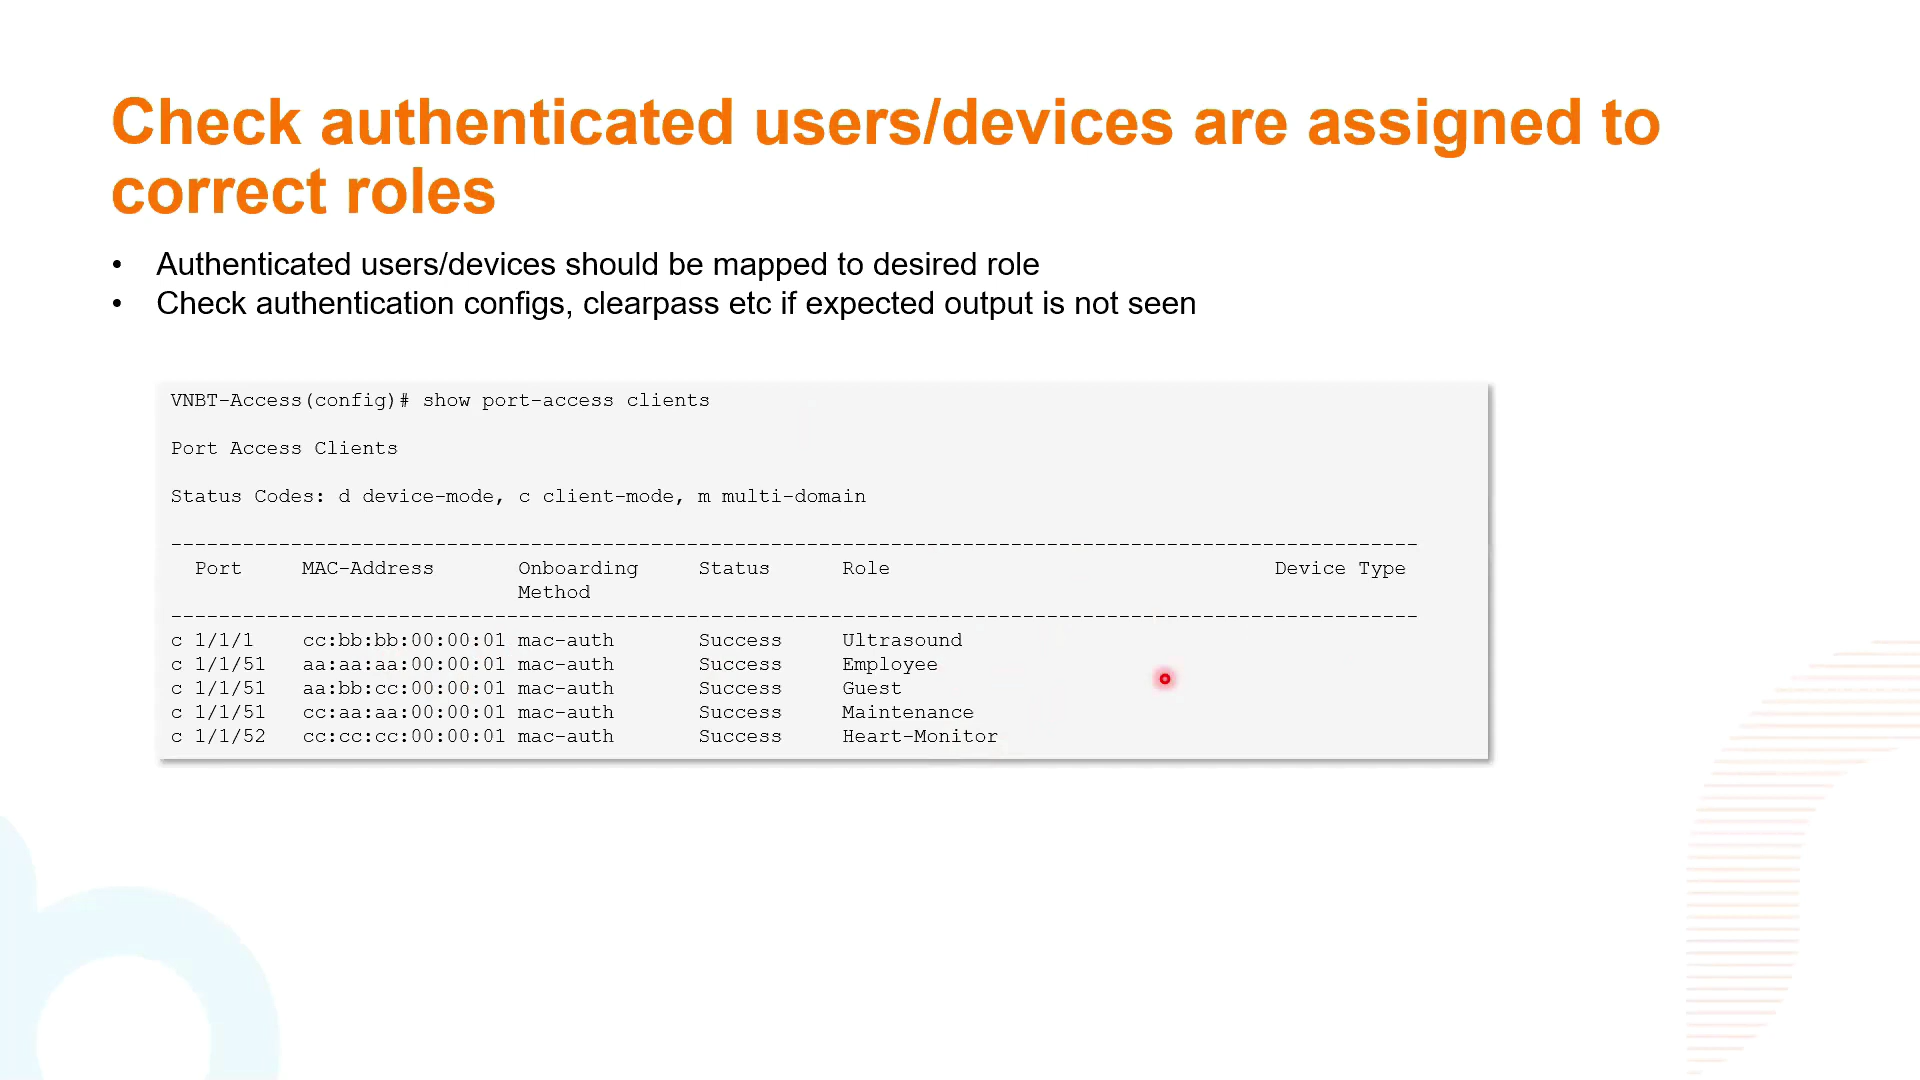 Check authenticated users/devices are assigned to
correct roles
• Authenticated users/devices should be mapped to desired role
• Check authentication configs, clearpass etc if expected output is not seen
VNBT-Access(config)# show port-access clients
Port Access Clients
Status Codes: d device-mode, c client-mode, m multi-domain
--------------------------------------------------------------------------------------------------------
Port MAC-Address Onboarding Status Role Device Type
Method
--------------------------------------------------------------------------------------------------------
c 1/1/1 cc:bb:bb:00:00:01 mac-auth Success Ultrasound
c 1/1/51 aa:aa:aa:00:00:01 mac-auth Success Employee
c 1/1/51 aa:bb:cc:00:00:01 mac-auth Success Guest
c 1/1/51 cc:aa:aa:00:00:01 mac-auth Success Maintenance
c 1/1/52 cc:cc:cc:00:00:01 mac-auth Success Heart-Monitor